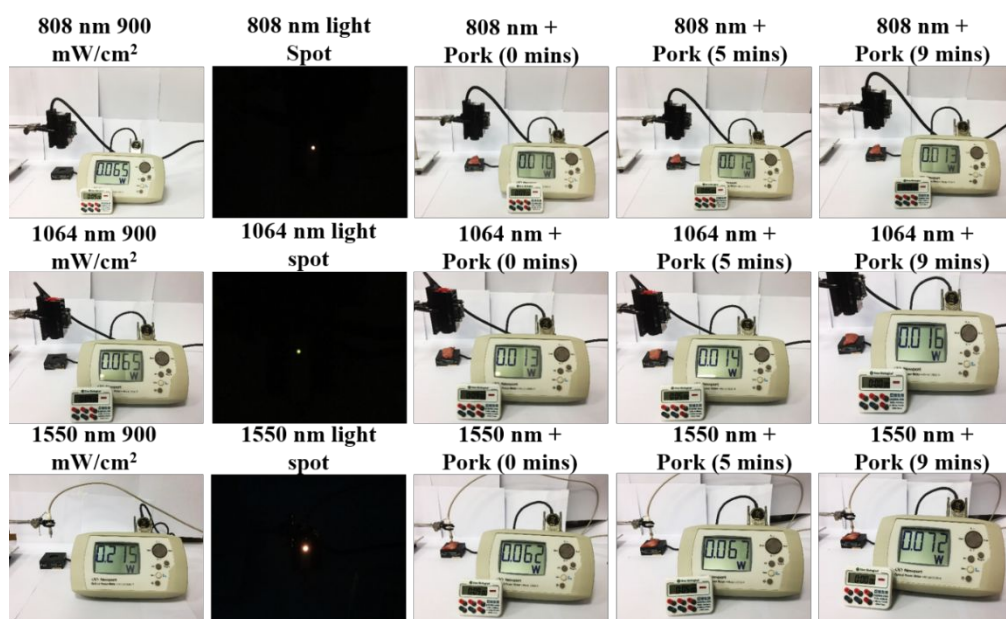 808 nm 900
mW/cm²
808 nm light
Spot
808 nm +
Pork (0 mins)
808 nm +
Pork (5 mins)
808 nm +
Pork (9 mins)
0.065
W
0.010
W
0.012
W
0.013
W
1064 nm 900
mW/cm²
1064 nm light
spot
1064 nm +
Pork (0 mins)
1064 nm +
Pork (5 mins)
1064 nm +
Pork (9 mins)
0.065
W
0.013
W
0.014
W
0.016
W
1550 nm 900
mW/cm²
1550 nm light
spot
1550 nm +
Pork (0 mins)
1550 nm +
Pork (5 mins)
1550 nm +
Pork (9 mins)
0.215
W
0.062
W
0.067
W
0.072
W